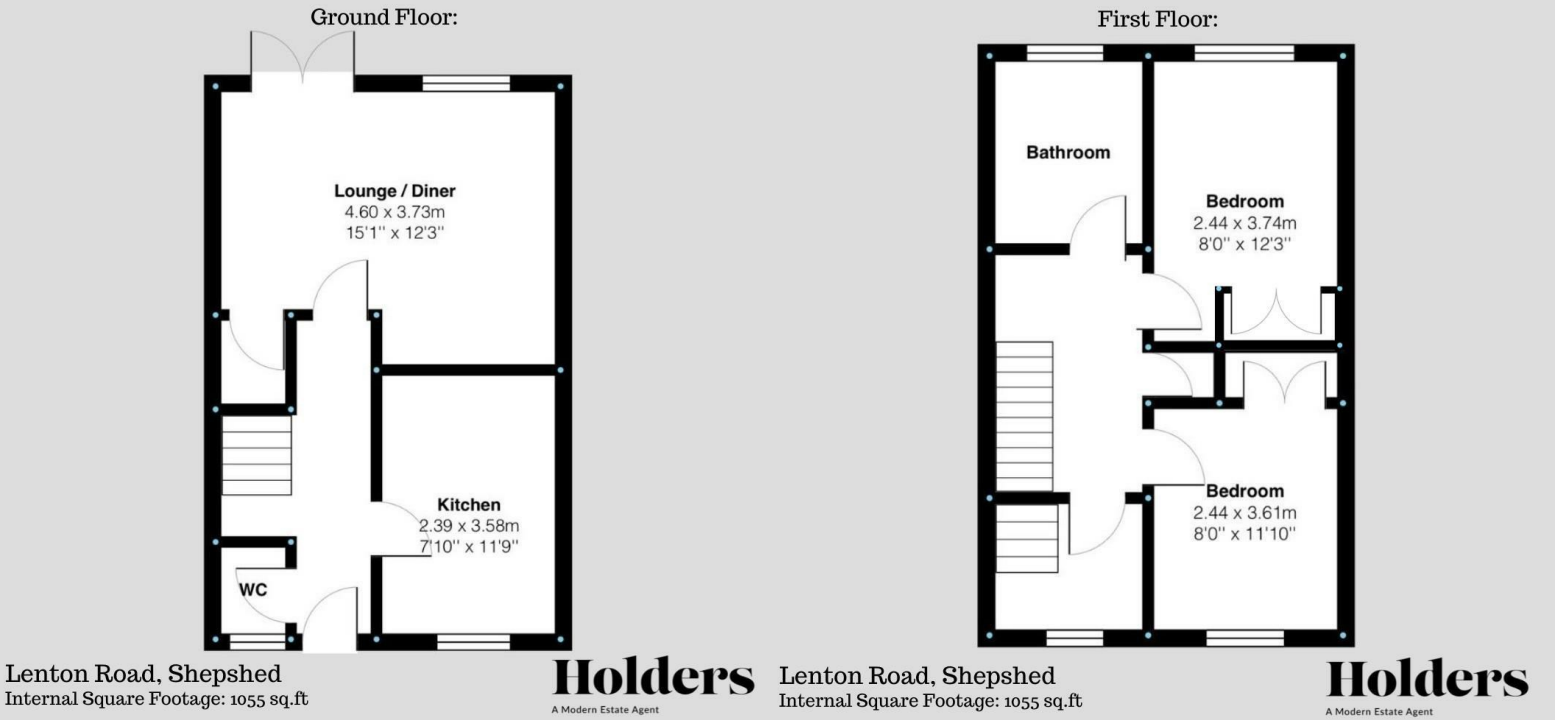 Ground Floor:
Lounge / Diner
4.60 x 3.73m
15'1'' x 12'3''
Kitchen
2.39 x 3.58m
7'10'' x 11'9''
WC
Lenton Road, Shepshed
Internal Square Footage: 1055 sq.ft
Holders
A Modern Estate Agent
First Floor:
Bathroom
Bedroom
2.44 x 3.74m
8'0'' x 12'3''
Bedroom
2.44 x 3.61m
8'0'' x 11'10''
Lenton Road, Shepshed
Internal Square Footage: 1055 sq.ft
Holders
A Modern Estate Agent